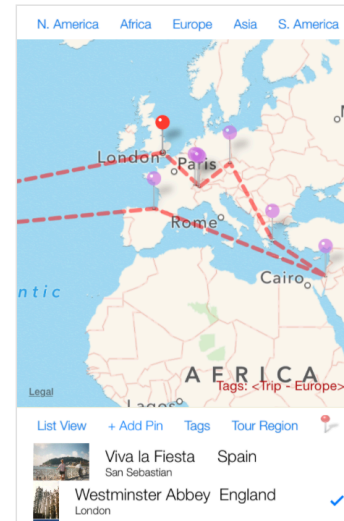 N. America Africa Europe Asia S. America
London
Paris
Rome
Cairo
ntic
AFRICA
Tags: <Trip - Europe>
Legal
Lagos
List View + Add Pin Tags Tour Region
Viva la Fiesta Spain
San Sebastian
Westminster Abbey England
London